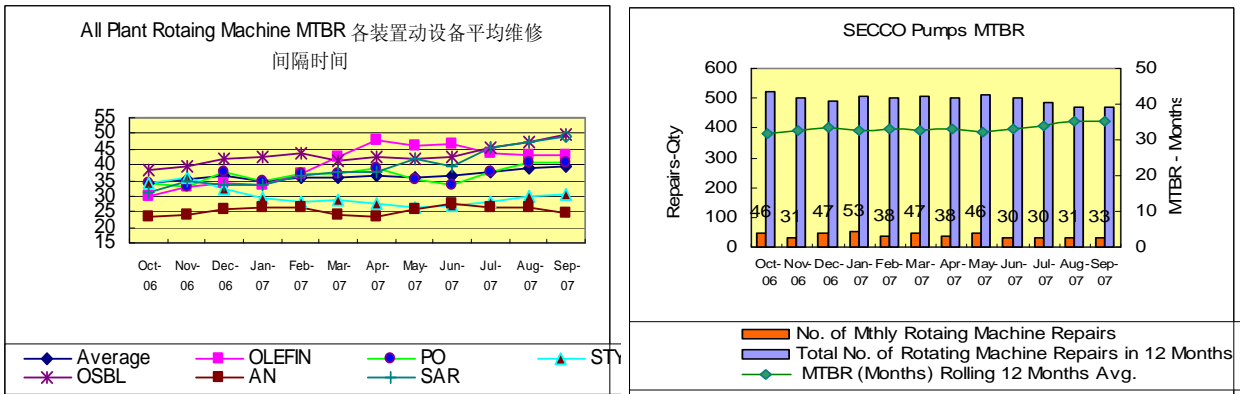 All Plant Rotaing Machine MTBR 各装置动设备平均维修
间隔时间
55
50
45
40
35
30
25
20
15
Oct-06 Nov-06 Dec-06 Jan-07 Feb-07 Mar-07 Apr-07 May-07 Jun-07 Jul-07 Aug-07 Sep-07
Average OLEFIN PO STY
OSBL AN SAR
SECCO Pumps MTBR
Repairs-Qty
600
500
400
300
200
100
0
46 31 47 53 38 47 38 46 30 30 31 33
50
40
30
20
10
0
MTBR - Months
Oct-06 Nov-06 Dec-06 Jan-07 Feb-07 Mar-07 Apr-07 May-07 Jun-07 Jul-07 Aug-07 Sep-07
No. of Mthly Rotaing Machine Repairs
Total No. of Rotating Machine Repairs in 12 Months
MTBR (Months) Rolling 12 Months Avg.